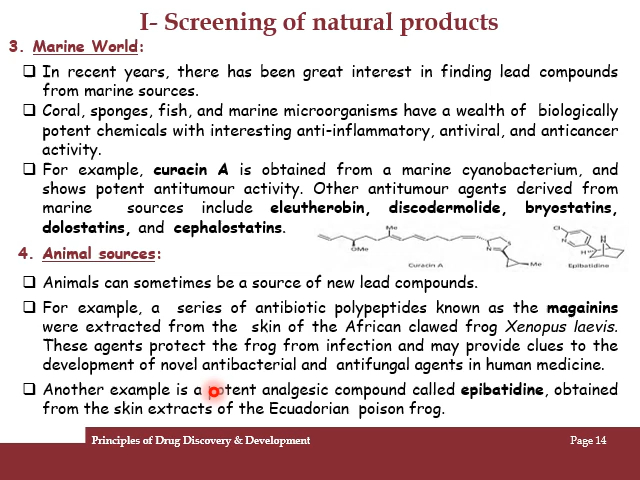 I- Screening of natural products
3. Marine World:
❑ In recent years, there has been great interest in finding lead compounds
from marine sources.
❑ Coral, sponges, fish, and marine microorganisms have a wealth of biologically
potent chemicals with interesting anti-inflammatory, antiviral, and anticancer
activity.
❑ For example, curacin A is obtained from a marine cyanobacterium, and
shows potent antitumour activity. Other antitumour agents derived from
marine sources include eleutherobin, discodermolide, bryostatins,
dolostatins, and cephalostatins.
Me
OMe
N
S
Me
Curacin A
Cl
N
H
N
Epibatidine
4. Animal sources:
❑ Animals can sometimes be a source of new lead compounds.
❑ For example, a series of antibiotic polypeptides known as the magainins
were extracted from the skin of the African clawed frog Xenopus laevis.
These agents protect the frog from infection and may provide clues to the
development of novel antibacterial and antifungal agents in human medicine.
❑ Another example is a potent analgesic compound called epibatidine, obtained
from the skin extracts of the Ecuadorian poison frog.
Principles of Drug Discovery & Development
Page 14